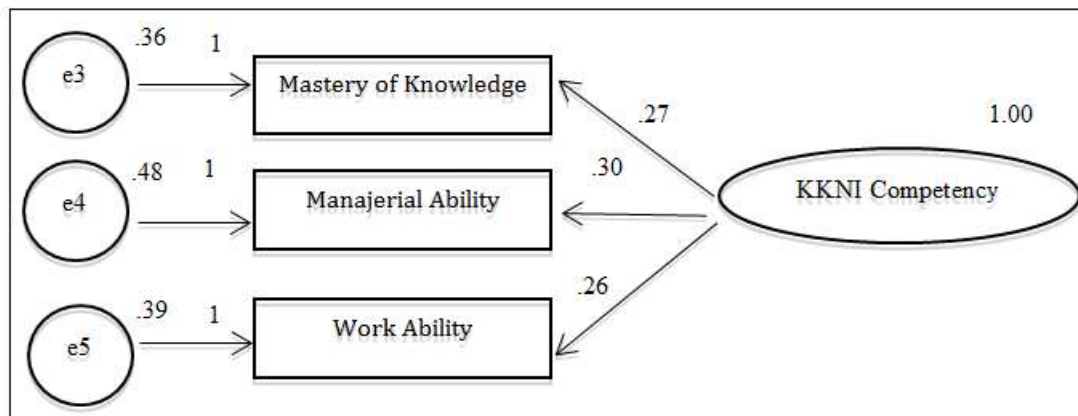 .36
1
e3
Mastery of Knowledge
.27
1.00
.48
1
e4
Manajerial Ability
.30
KKNI Competency
.39
1
e5
Work Ability
.26